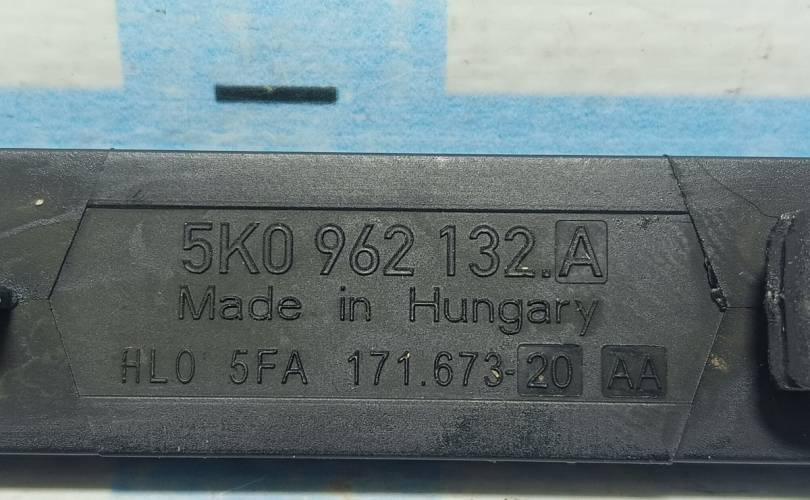 5K0 962 132.A
Made in Hungary
HL0 5FA 171.673-20 AA